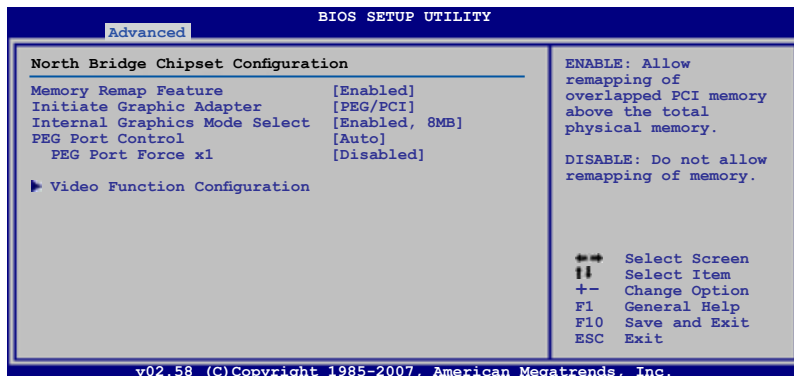 BIOS SETUP UTILITY
Advanced
North Bridge Chipset Configuration
Memory Remap Feature [Enabled]
Initiate Graphic Adapter [PEG/PCI]
Internal Graphics Mode Select [Enabled, 8MB]
PEG Port Control [Auto]
PEG Port Force x1 [Disabled]
Video Function Configuration
ENABLE: Allow
remapping of
overlapped PCI memory
above the total
physical memory.
DISABLE: Do not allow
remapping of memory.
←→ Select Screen
↑↓ Select Item
+- Change Option
F1 General Help
F10 Save and Exit
ESC Exit
v02.58 (C)Copyright 1985-2007, American Megatrends, Inc.